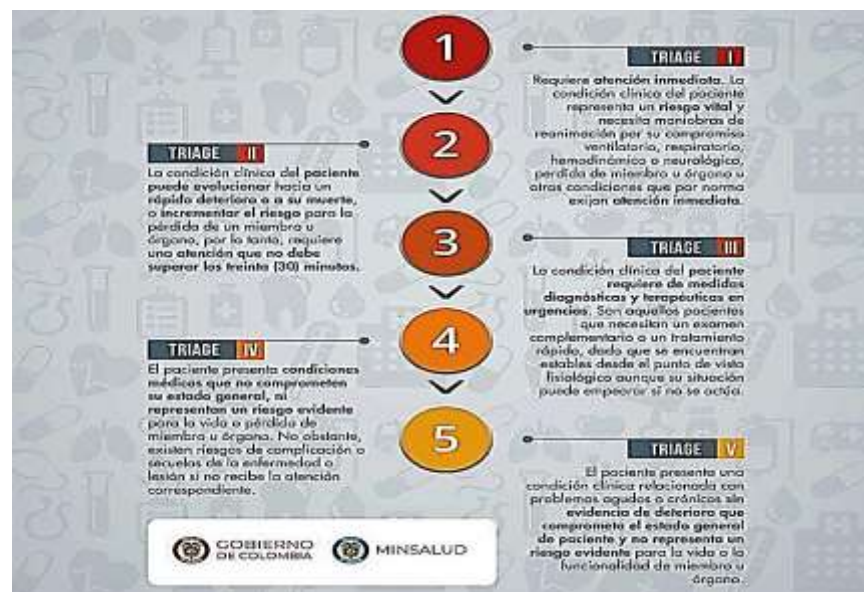 1
TRIAGE I
Requiere atención inmediata. La
condición clínica del paciente
representa un riesgo vital y
necesita maniobras de
reanimación por su compromiso
ventilatorio, respiratorio,
hemodinámico o neurológico,
perdida de miembro u órgano u
otras condiciones que por norma
exijan atención inmediata.
2
TRIAGE II
La condición clínica del paciente
puede evolucionar hacia un
rápido deterioro o a su muerte,
o incrementar el riesgo para la
pérdida de un miembro u
órgano, por lo tanto, requiere
una atención que no debe
superar los treinta (30) minutos.
3
TRIAGE III
La condición clínica del paciente
requiere de medidas
diagnósticas y terapéuticas en
urgencias. Son aquellos pacientes
que necesitan un examen
complementario o un tratamiento
rápido, dado que se encuentran
estables desde el punto de vista
fisiológico aunque su situación
puede empeorar si no se actúa.
4
TRIAGE IV
El paciente presenta condiciones
médicas que no comprometen
su estado general, ni
representan un riesgo evidente
para la vida o pérdida de
miembro u órgano. No obstante,
existen riesgos de complicación o
secuelas de la enfermedad o
lesión si no recibe la atención
correspondiente.
5
TRIAGE V
El paciente presenta una
condición clínica relacionada con
problemas agudos o crónicos sin
evidencia de deterioro que
comprometa el estado general
de paciente y no representa un
riesgo evidente para la vida o la
funcionalidad de miembro u
órgano.
GOBIERNO
DE COLOMBIA
MINSALUD